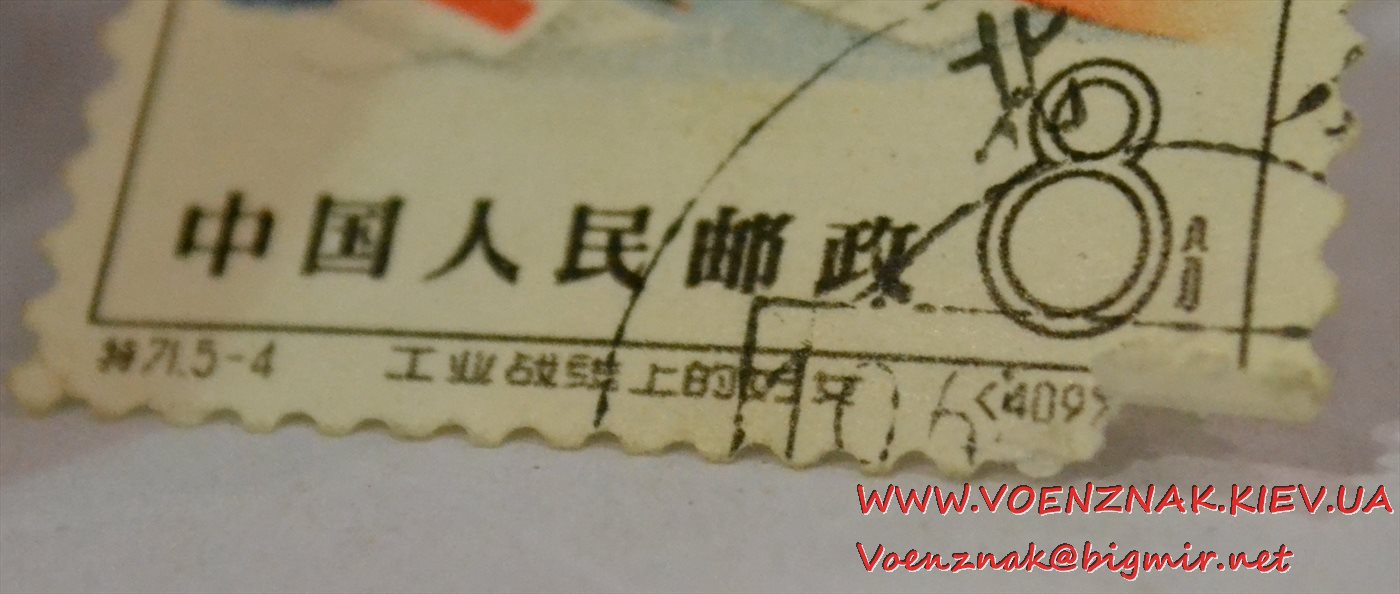 中国人民邮政
8
分
特71.5-4 工业战线上的妇女 <409>
WWW.VOENZNAK.KIEV.UA
Voenznak@bigmir.net